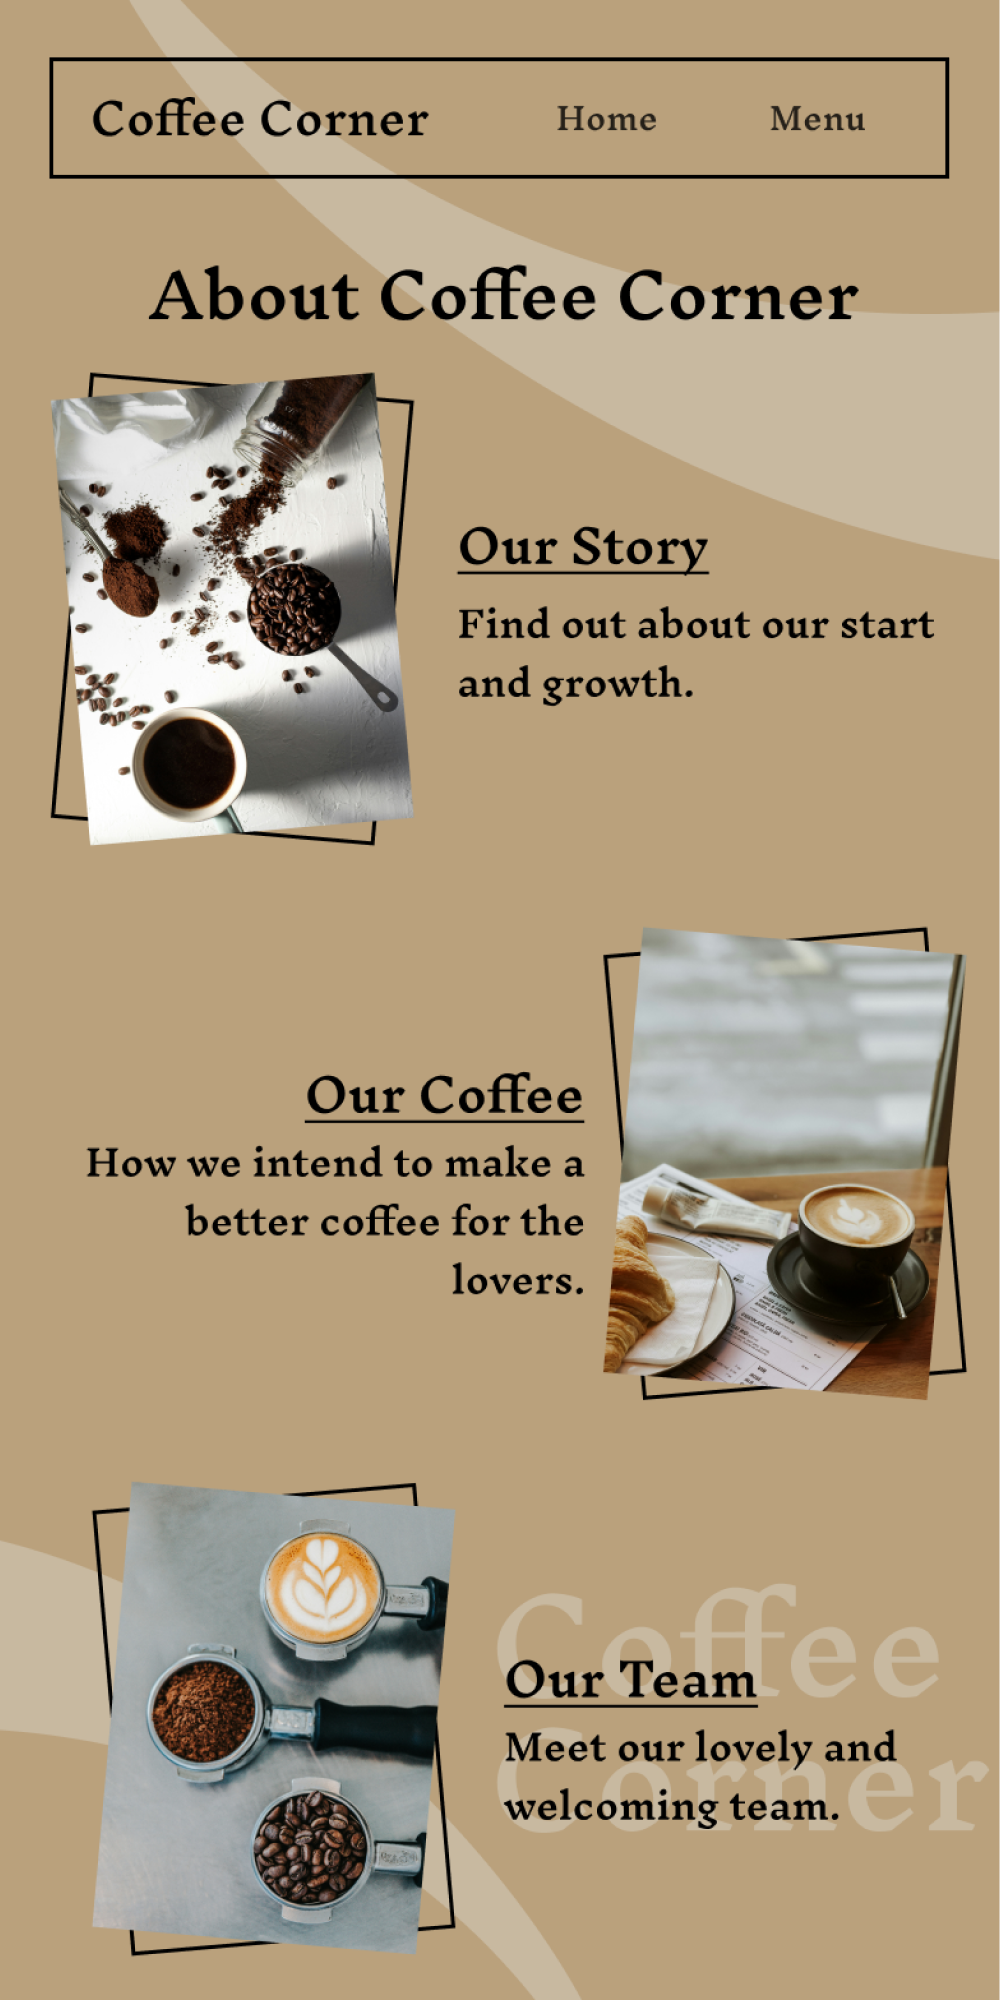 Coffee Corner
Home
Menu
About Coffee Corner
Our Story
Find out about our start
and growth.
Our Coffee
How we intend to make a
better coffee for the
lovers.
Coffee
Corner
Our Team
Meet our lovely and
welcoming team.